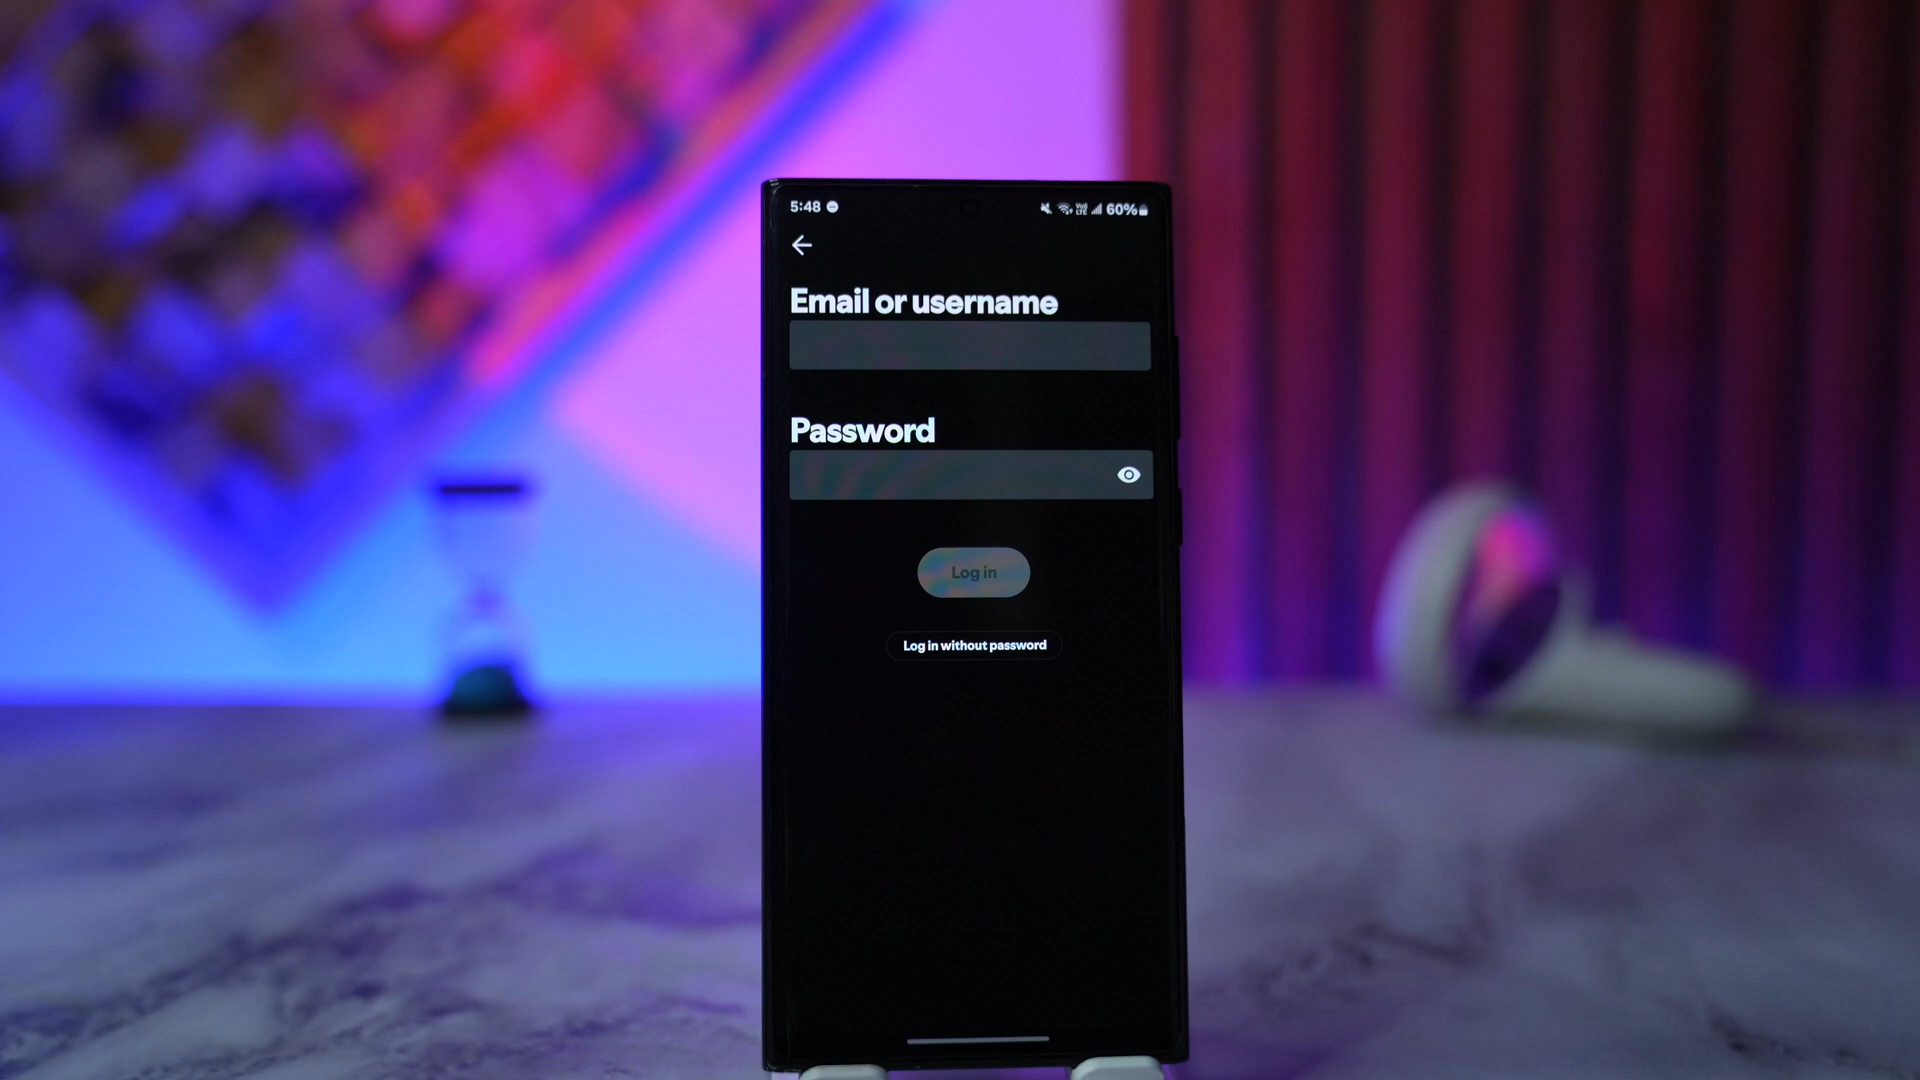 5:48 60%
Email or username
Password
Log in
Log in without password